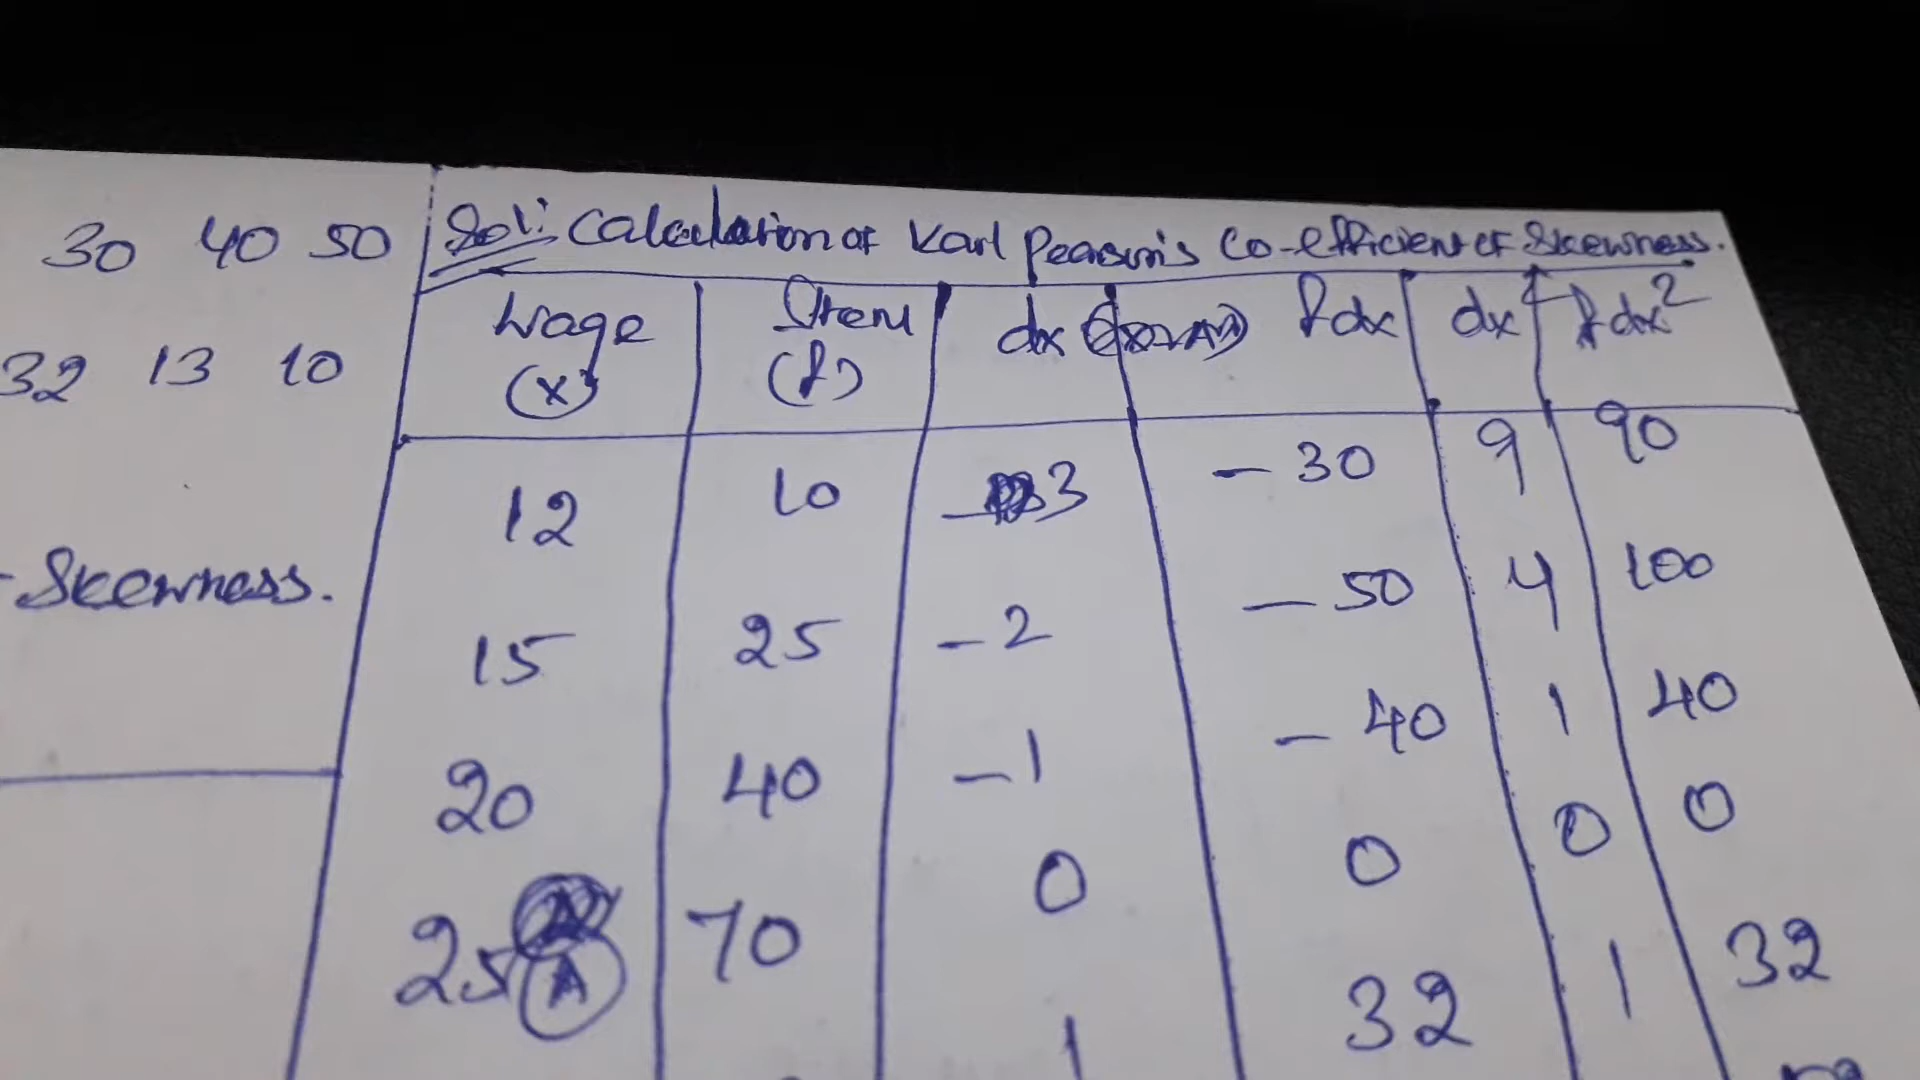 30 40 50
32 13 10
- Skewness.
Sol: Calculation of Karl Pearson's Co-efficient of Skewness.
Wage (x) (f) dx fdx dx² fdx²
12 10 -3 -30 9 90
15 25 -2 -50 4 100
20 40 -1 -40 1 40
25 A 70 0 0 0 0
1 32 1 32